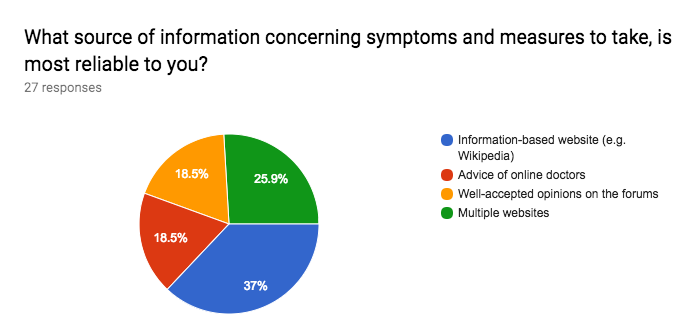 What source of information concerning symptoms and measures to take, is
most reliable to you?
27 responses
18.5%
25.9%
18.5%
37%
Information-based website (e.g.
Wikipedia)
Advice of online doctors
Well-accepted opinions on the forums
Multiple websites